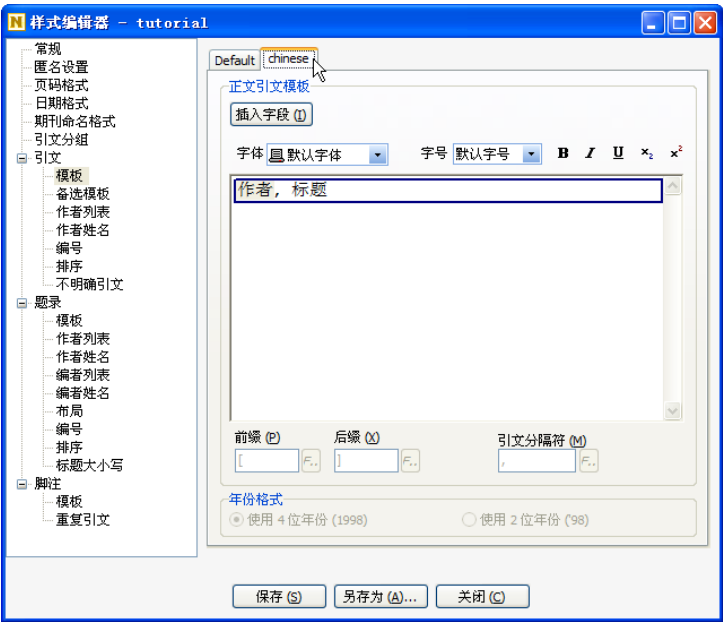 样式编辑器 - tutorial
常规
匿名设置
页码格式
日期格式
期刊命名格式
引文分组
引文
模板
备选模板
作者列表
作者姓名
编号
排序
不明确引文
题录
模板
作者列表
作者姓名
编者列表
编者姓名
布局
编号
排序
标题大小写
脚注
模板
重复引文
Default chinese
正文引文模板
插入字段 (I)
字体 默认字体 字号 默认字号 B I U ×₂ ×²
作者, 标题
前缀 (P) 后缀 (X) 引文分隔符 (M)
[ F.. ] F.. , F..
年份格式
使用 4 位年份 (1998) 使用 2 位年份 ('98)
保存 (S) 另存为 (A)... 关闭 (C)